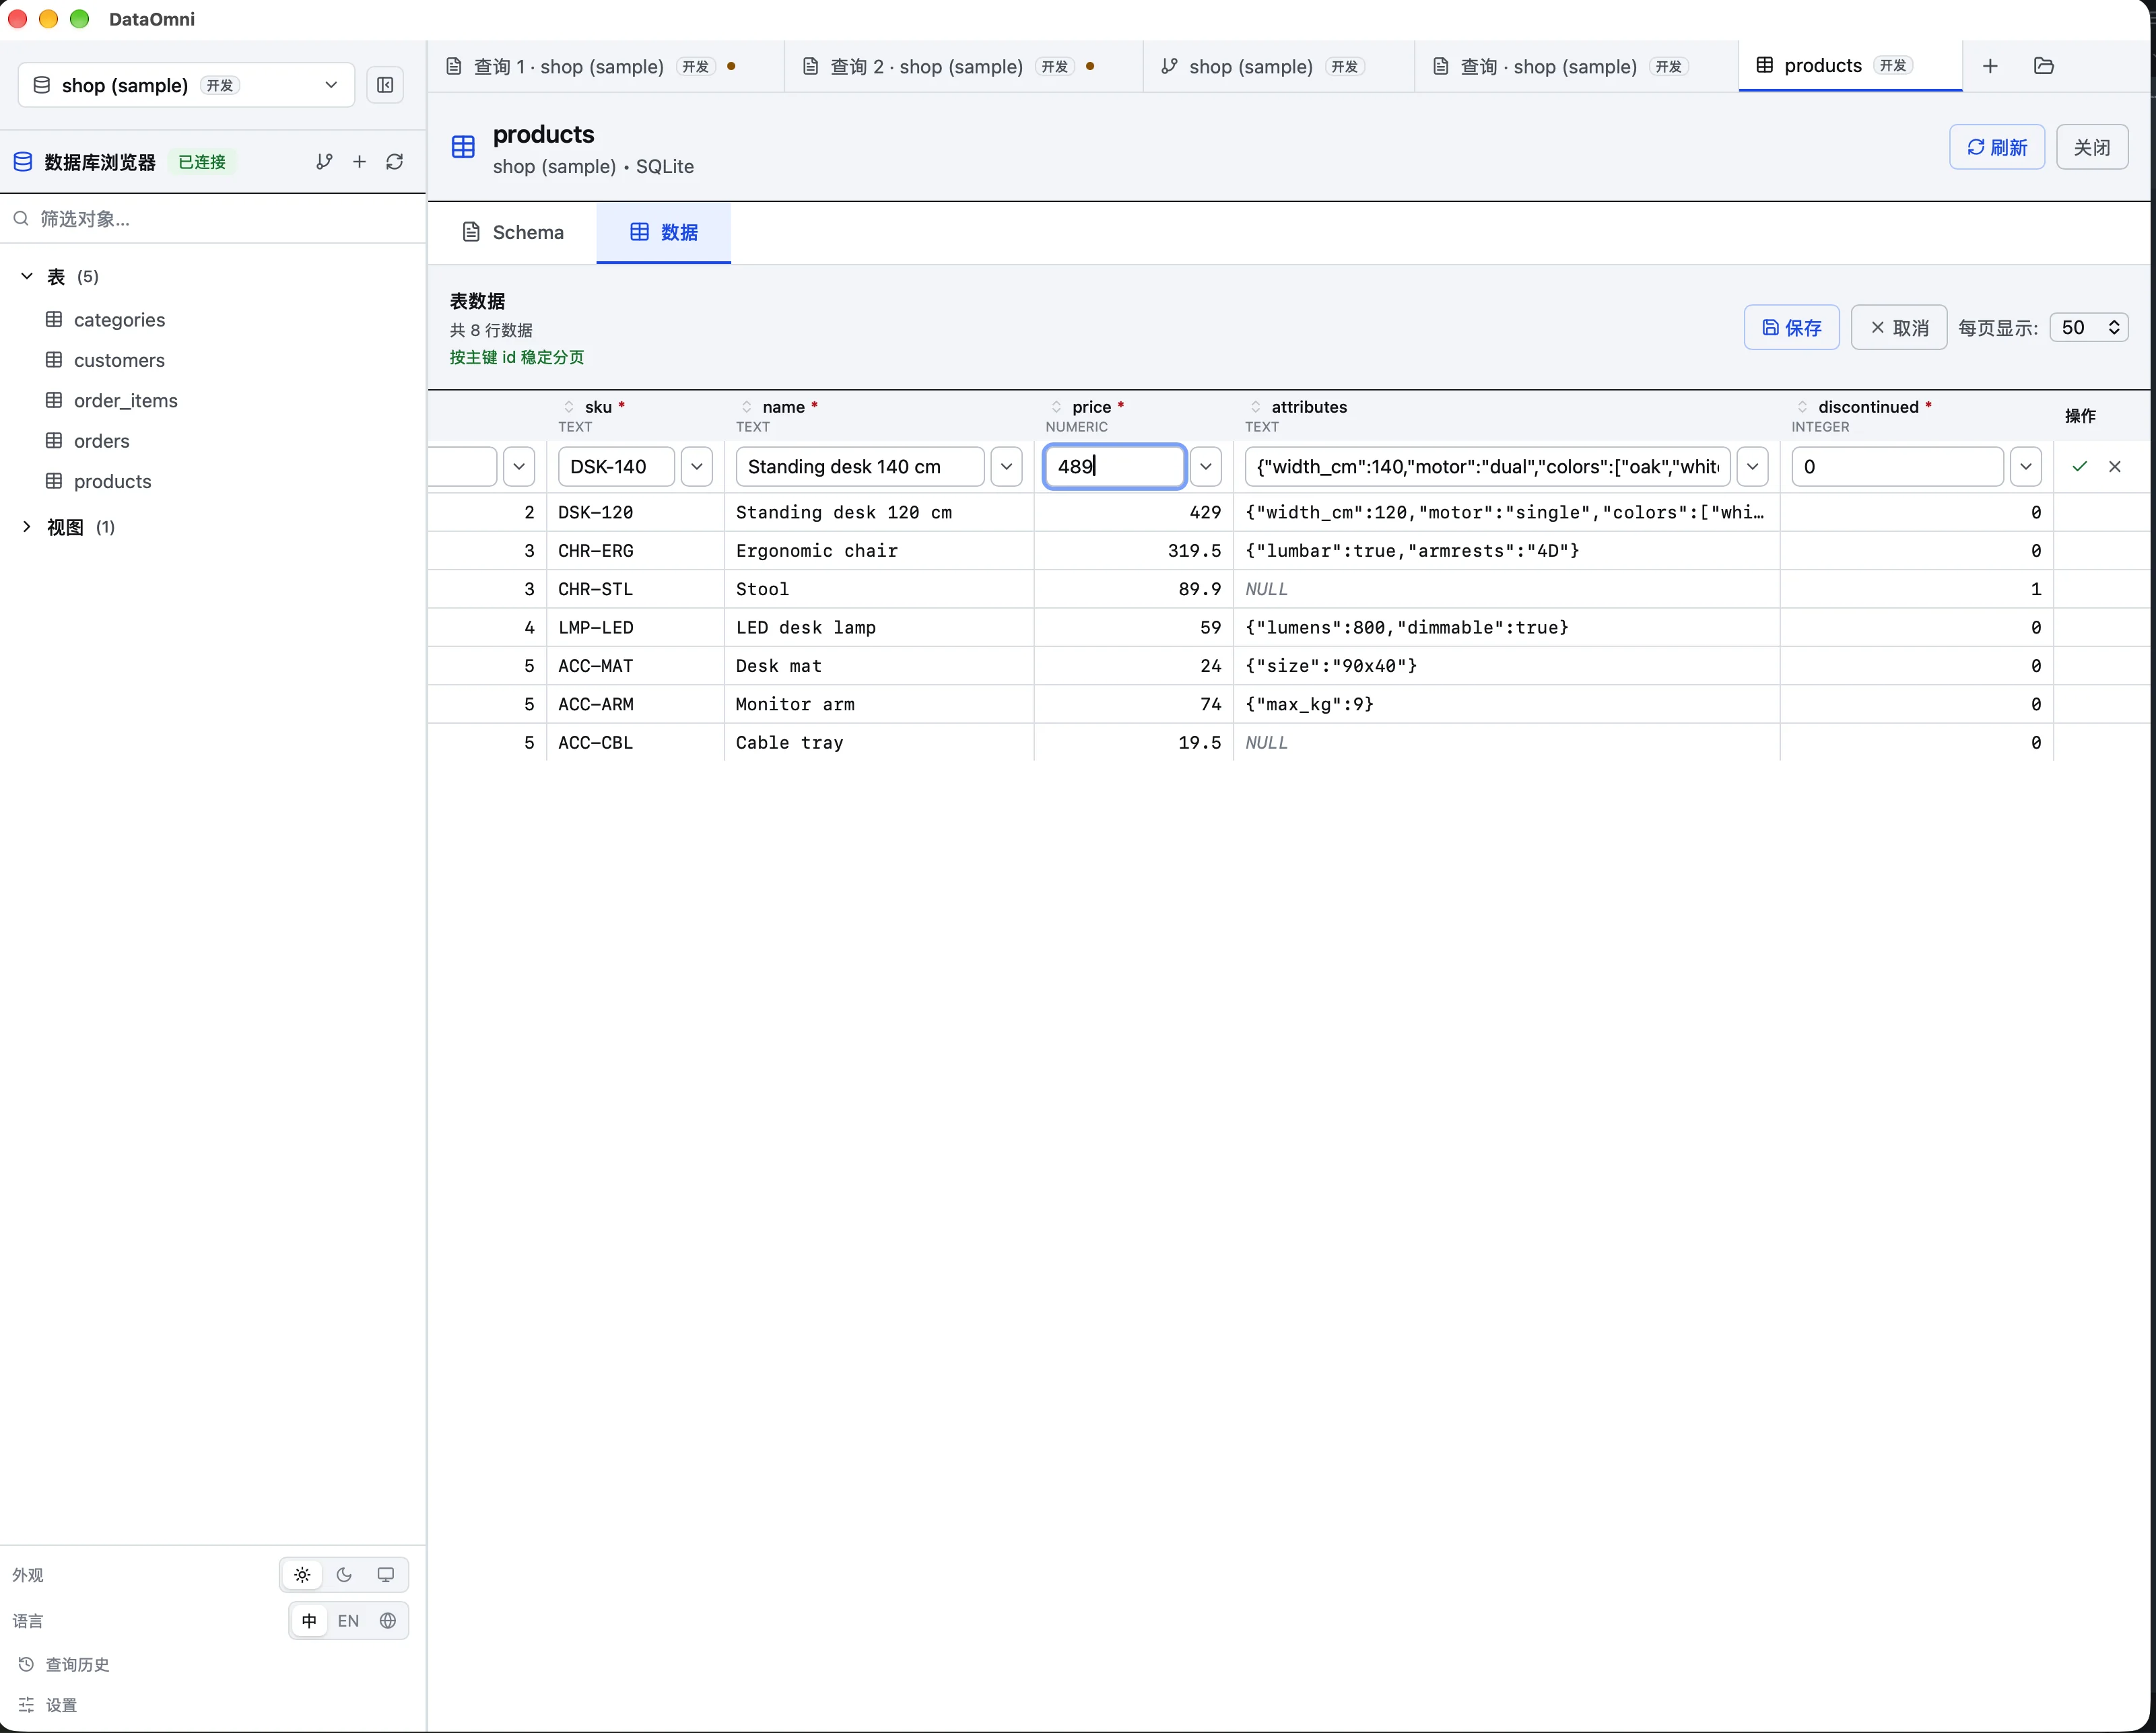 DataOmni
shop (sample) 开发
查询 1 · shop (sample) 开发
查询 2 · shop (sample) 开发
shop (sample) 开发
查询 · shop (sample) 开发
products 开发
数据库浏览器 已连接
筛选对象...
表 (5)
categories
customers
order_items
orders
products
视图 (1)
外观
语言 中 EN
查询历史
设置
products
shop (sample) • SQLite
刷新 关闭
Schema 数据
表数据
共 8 行数据
按主键 id 稳定分页
保存 取消 每页显示: 50
sku * name * price * attributes discontinued * 操作
TEXT TEXT NUMERIC TEXT INTEGER
DSK-140 Standing desk 140 cm 489 {"width_cm":140,"motor":"dual","colors":["oak","whit 0
2 DSK-120 Standing desk 120 cm 429 {"width_cm":120,"motor":"single","colors":["whi… 0
3 CHR-ERG Ergonomic chair 319.5 {"lumbar":true,"armrests":"4D"} 0
3 CHR-STL Stool 89.9 NULL 1
4 LMP-LED LED desk lamp 59 {"lumens":800,"dimmable":true} 0
5 ACC-MAT Desk mat 24 {"size":"90x40"} 0
5 ACC-ARM Monitor arm 74 {"max_kg":9} 0
5 ACC-CBL Cable tray 19.5 NULL 0